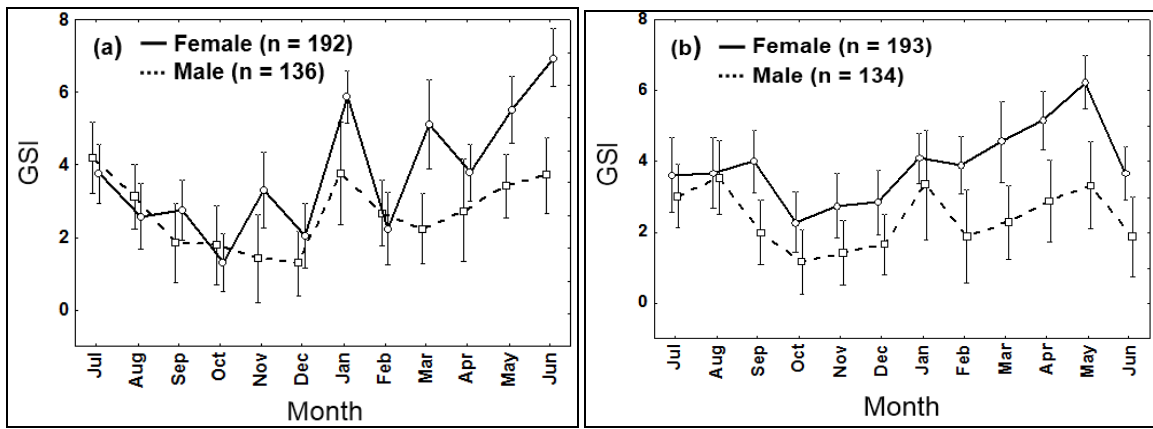 (a)
Female (n = 192)
Male (n = 136)
8
6
4
2
0
GSI
Jul Aug Sep Oct Nov Dec Jan Feb Mar Apr May Jun
Month
(b)
Female (n = 193)
Male (n = 134)
8
6
4
2
0
GSI
Jul Aug Sep Oct Nov Dec Jan Feb Mar Apr May Jun
Month